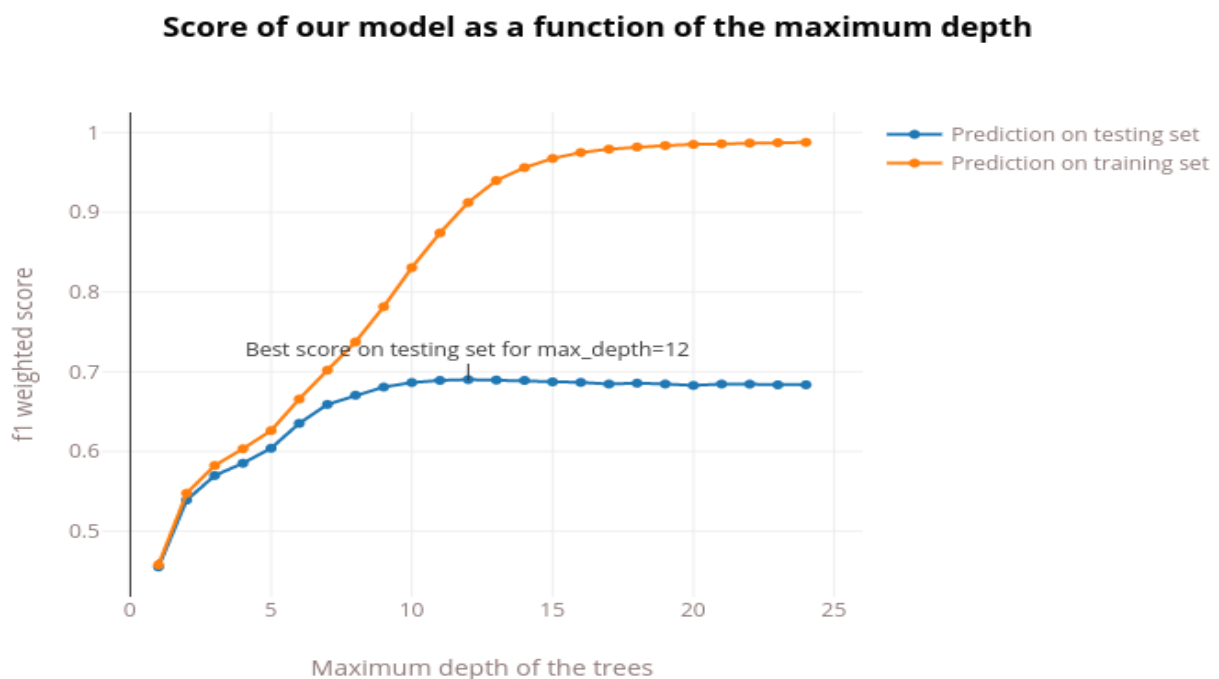 Score of our model as a function of the maximum depth
Prediction on testing set
Prediction on training set
f1 weighted score
1
0.9
0.8
0.7
0.6
0.5
Best score on testing set for max_depth=12
0 5 10 15 20 25
Maximum depth of the trees